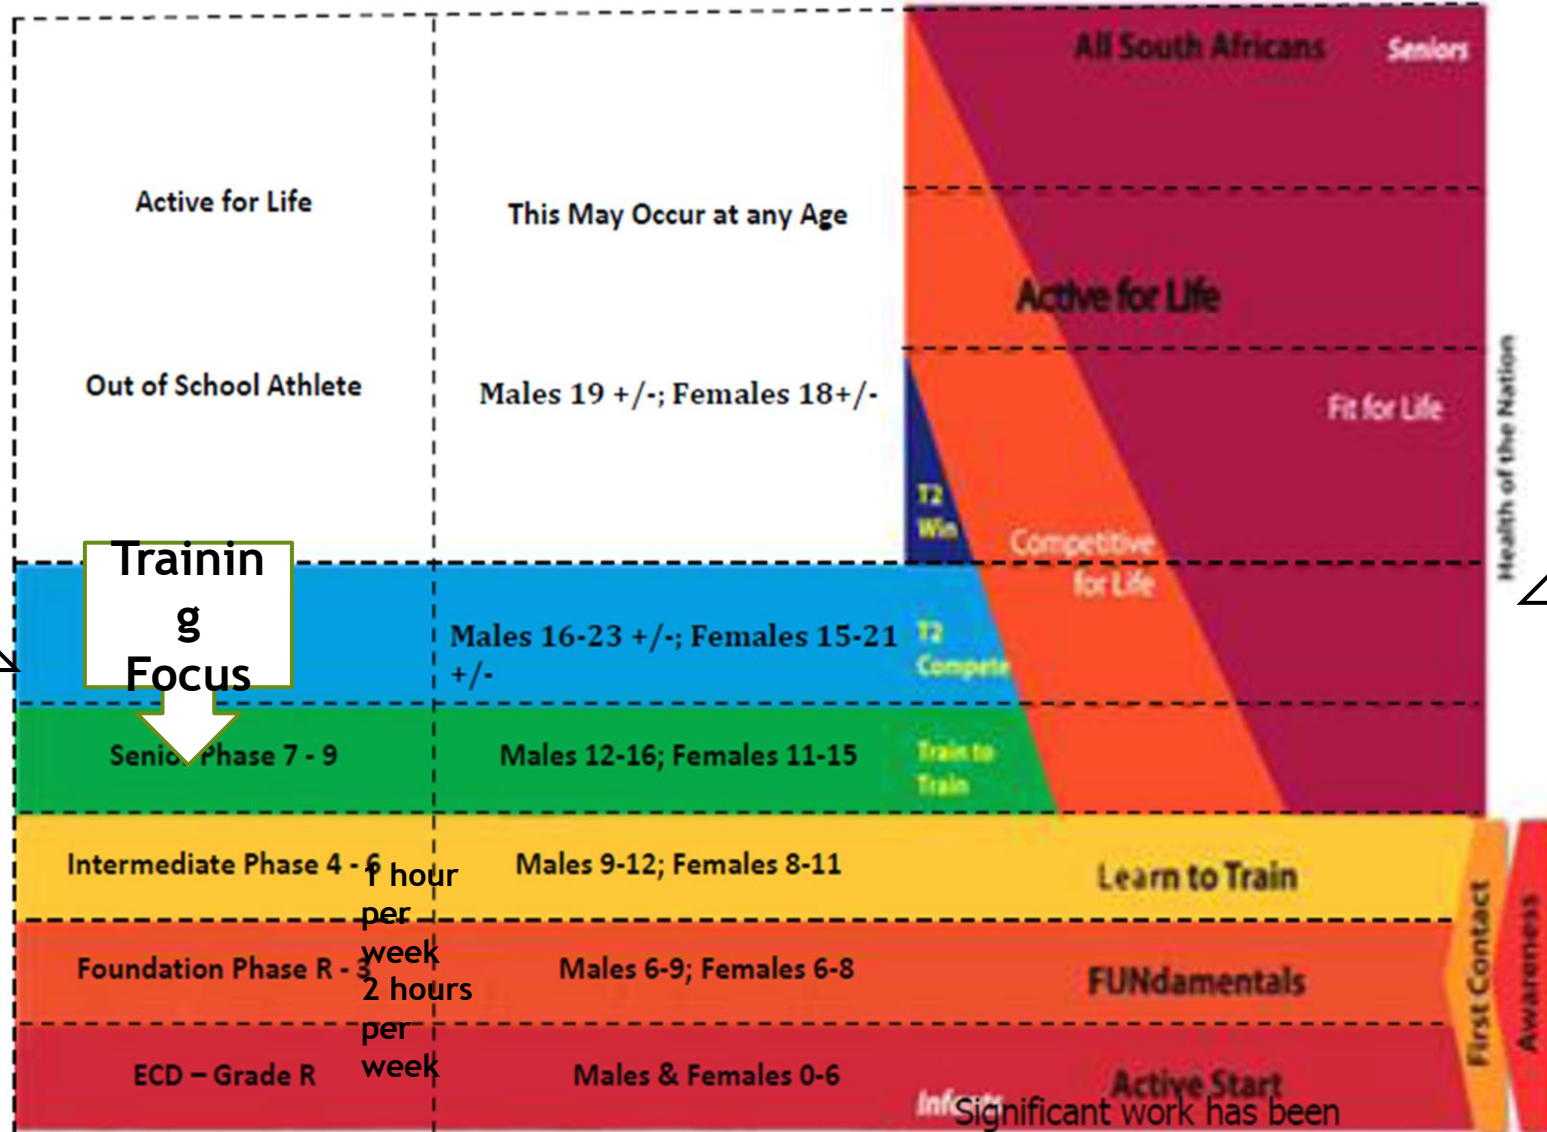 All South Africans
Seniors
Active for Life
This May Occur at any Age
Active for Life
Out of School Athlete
Males 19 +/-; Females 18+/-
Fit for Life
Health of the Nation
T2
Win
Competitive
for Life
Trainin
g
Focus
Males 16-23 +/-; Females 15-21
+/-
T2
Compete
Senior Phase 7 - 9
Males 12-16; Females 11-15
Train to
Train
Intermediate Phase 4 - 6
Males 9-12; Females 8-11
Learn to Train
1 hour
per
week
Foundation Phase R - 3
Males 6-9; Females 6-8
FUNdamentals
2 hours
per
week
First Contact
Awareness
ECD – Grade R
Males & Females 0-6
Active Start
Infants
Significant work has been